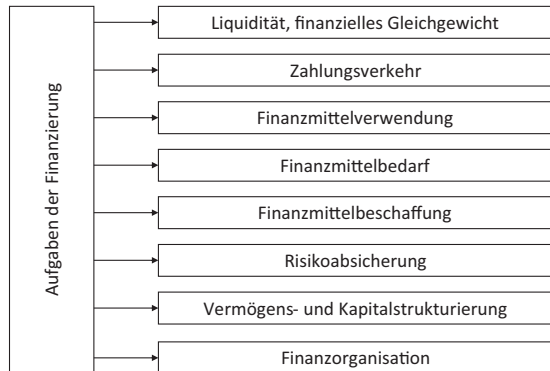 Aufgaben der Finanzierung
Liquidität, finanzielles Gleichgewicht
Zahlungsverkehr
Finanzmittelverwendung
Finanzmittelbedarf
Finanzmittelbeschaffung
Risikoabsicherung
Vermögens- und Kapitalstrukturierung
Finanzorganisation